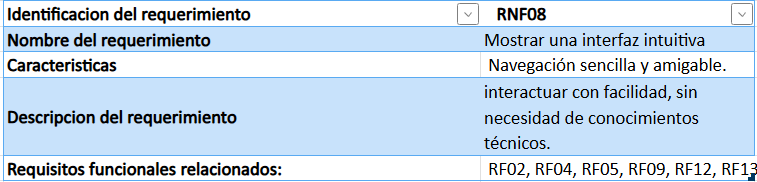 Identificacion del requerimiento RNF08
Nombre del requerimiento Mostrar una interfaz intuitiva
Caracteristicas Navegación sencilla y amigable.
Descripcion del requerimiento interactuar con facilidad, sin
necesidad de conocimientos
técnicos.
Requisitos funcionales relacionados: RF02, RF04, RF05, RF09, RF12, RF13